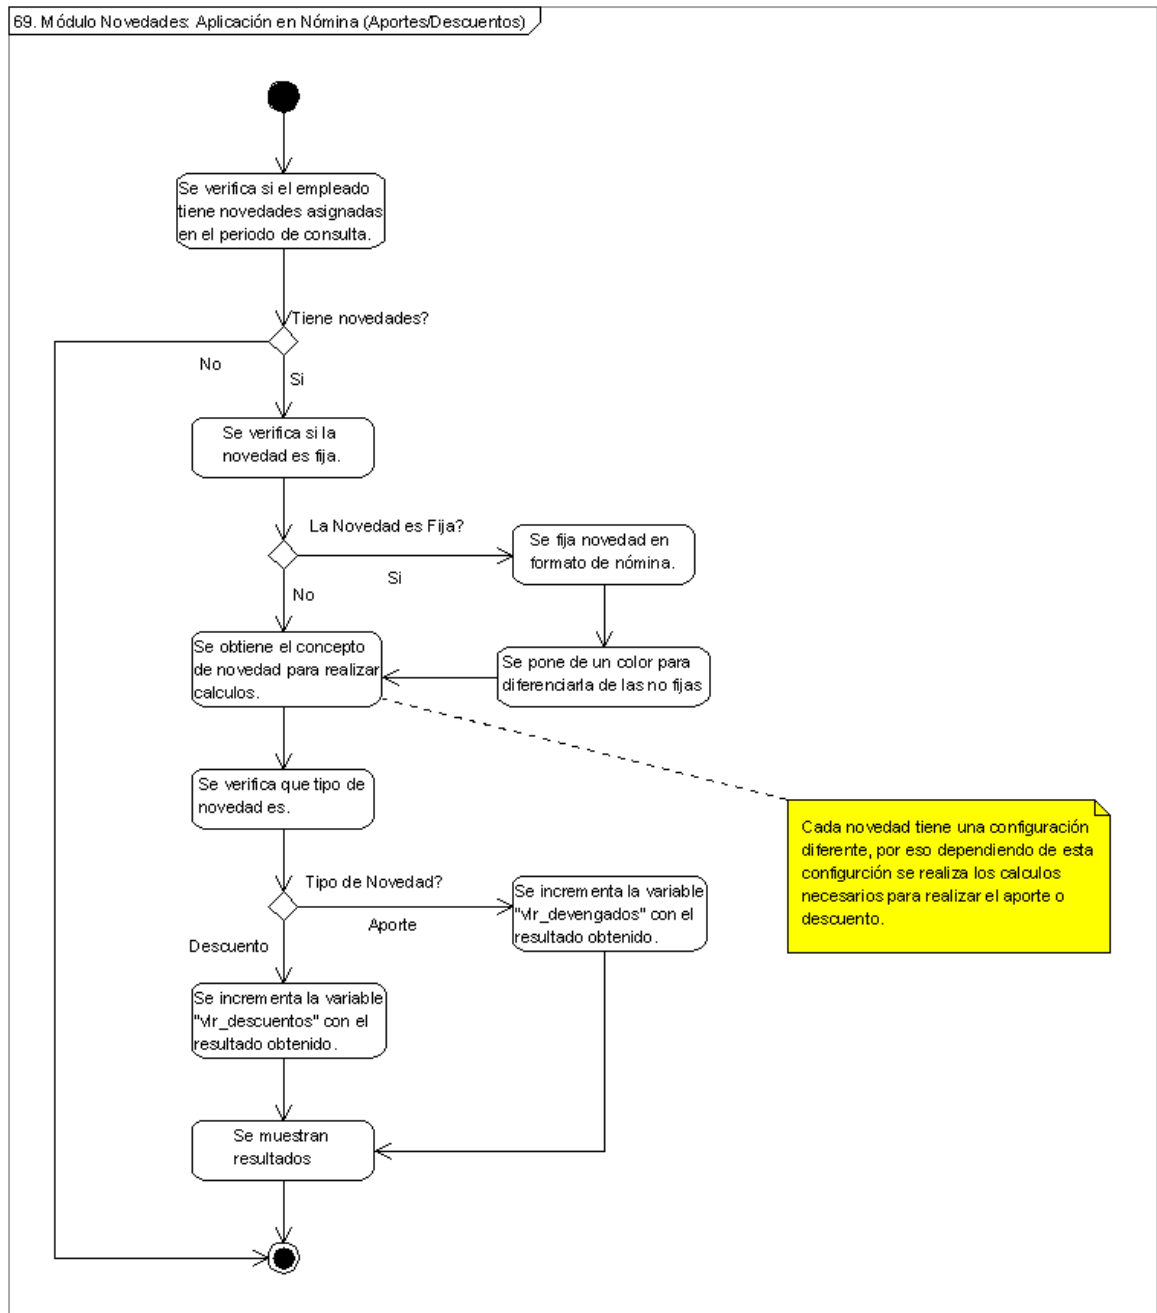 69. Módulo Novedades: Aplicación en Nómina (Aportes/Descuentos)
Se verifica si el empleado
tiene novedades asignadas
en el periodo de consulta.
Tiene novedades?
No
Si
Se verifica si la
novedad es fija.
La Novedad es Fija?
Si
No
Se fija novedad en
formato de nómina.
Se obtiene el concepto
de novedad para realizar
calculos.
Se pone de un color para
diferenciarla de las no fijas
Se verifica que tipo de
novedad es.
Cada novedad tiene una configuración
diferente, por eso dependiendo de esta
configurción se realiza los calculos
necesarios para realizar el aporte o
descuento.
Tipo de Novedad?
Aporte
Descuento
Se incrementa la variable
"vlr_devengados" con el
resultado obtenido.
Se incrementa la variable
"vlr_descuentos" con el
resultado obtenido.
Se muestran
resultados